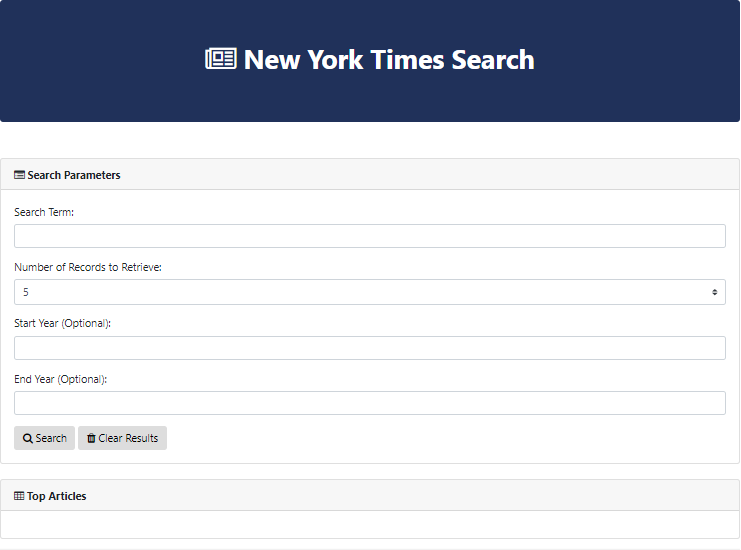 New York Times Search
Search Parameters
Search Term:
Number of Records to Retrieve:
5
Start Year (Optional):
End Year (Optional):
Search Clear Results
Top Articles